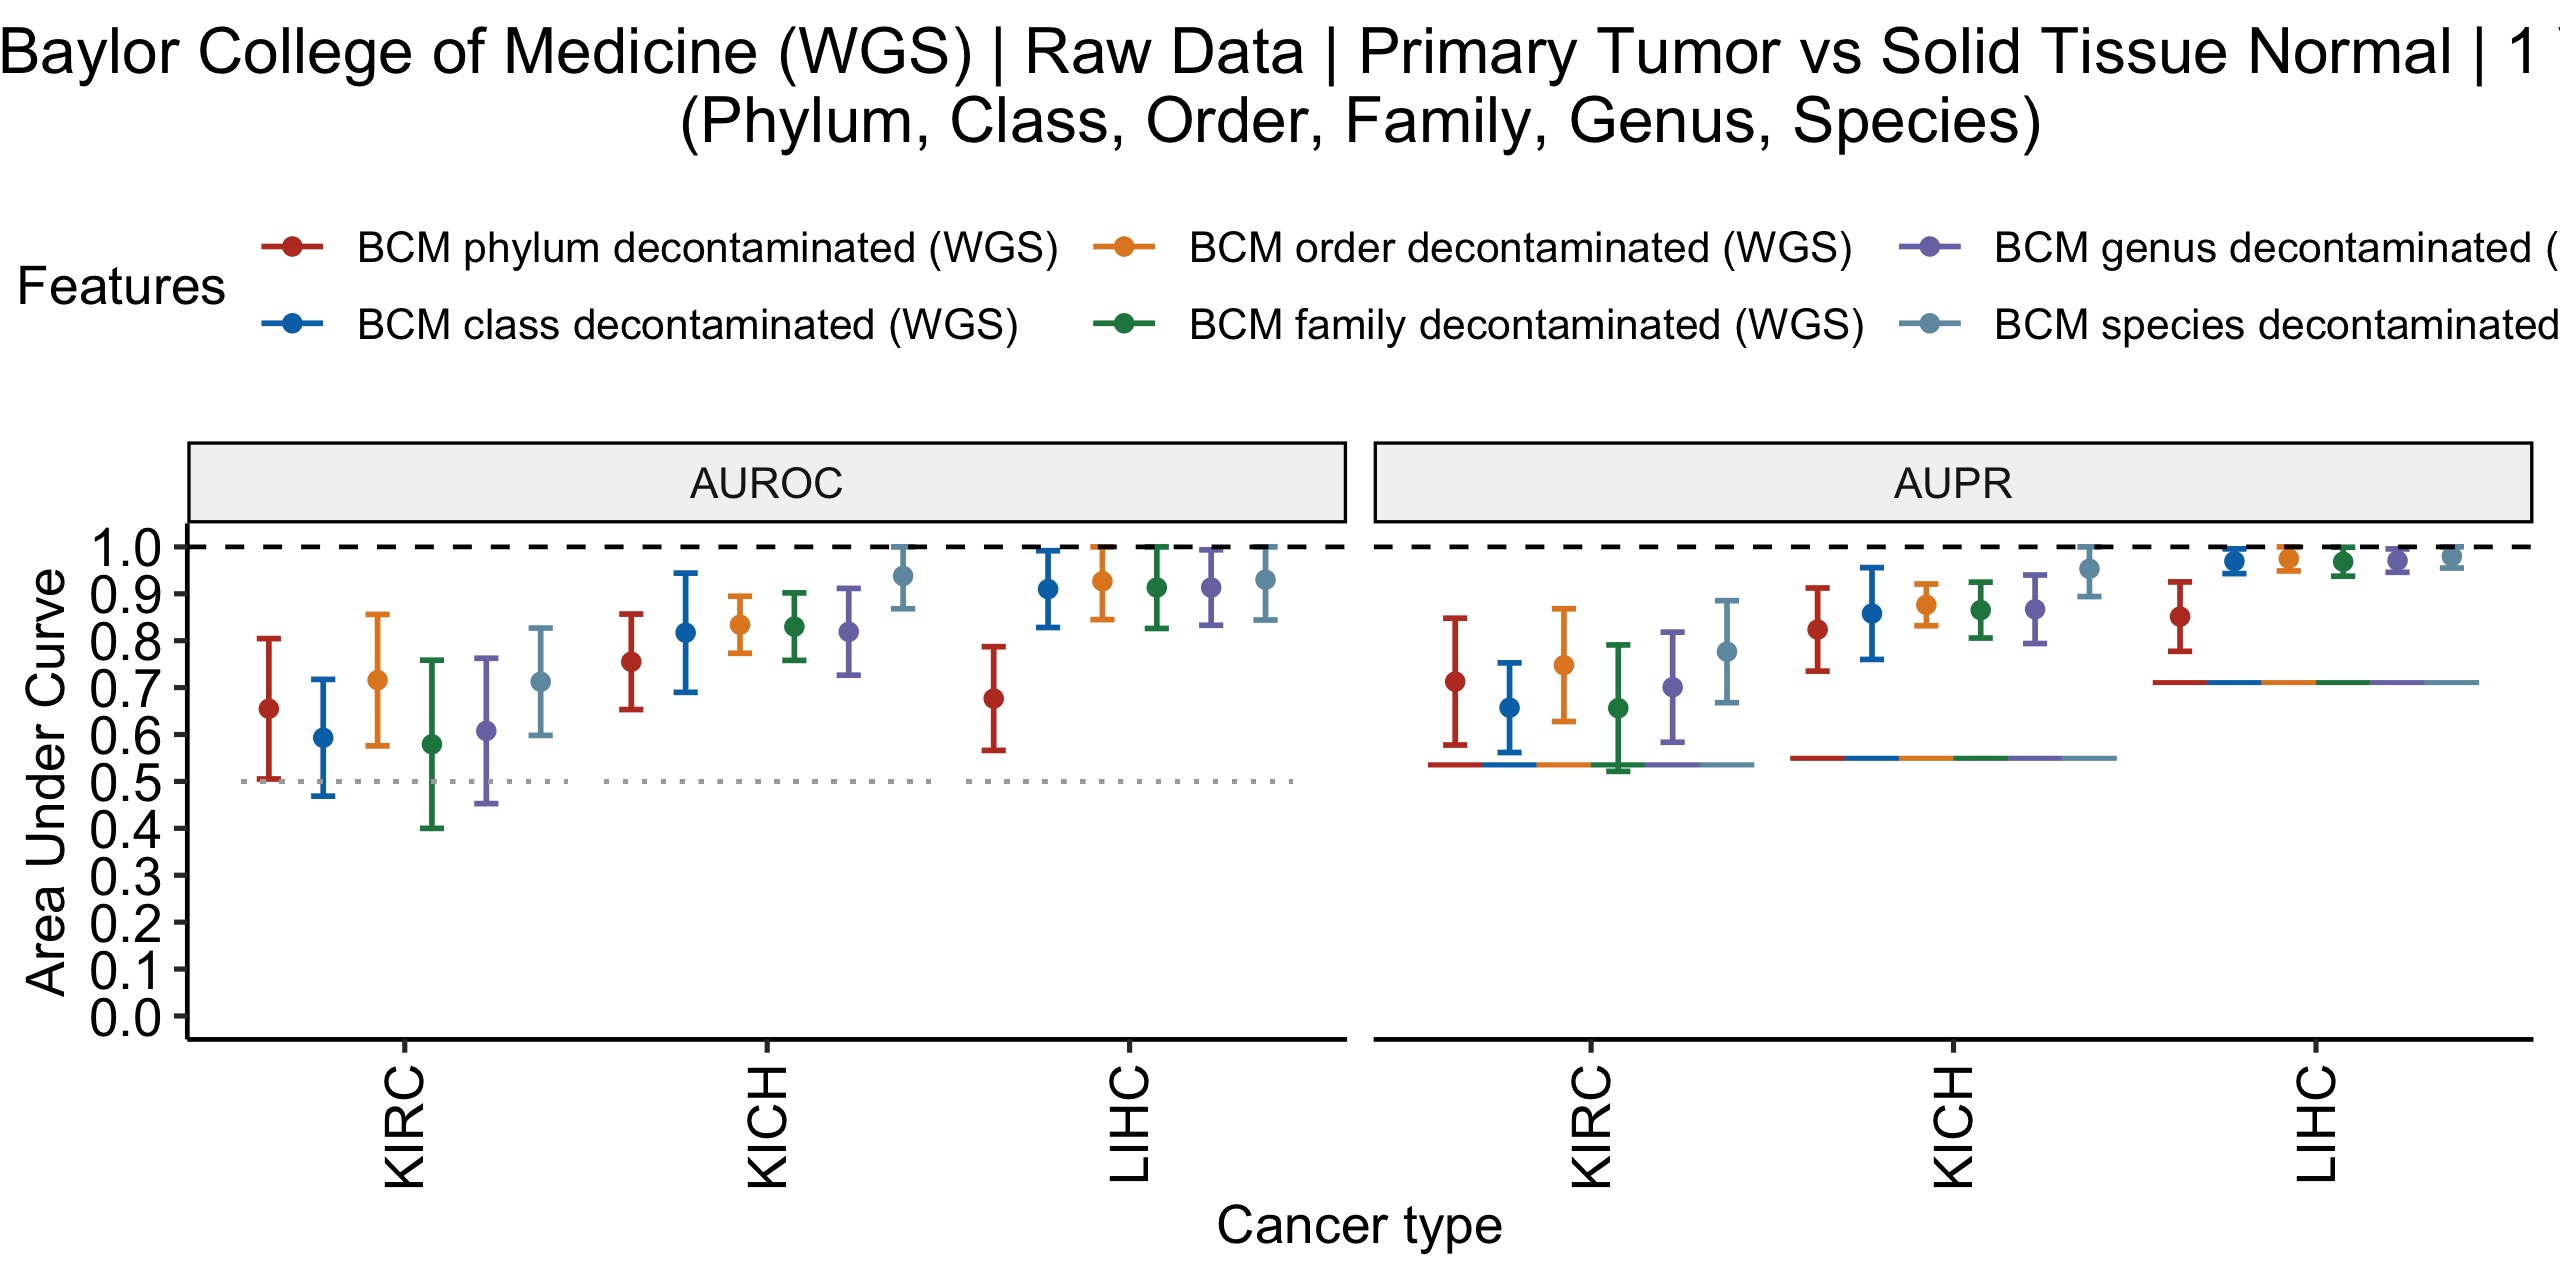 Baylor College of Medicine (WGS) | Raw Data | Primary Tumor vs Solid Tissue Normal | 1
(Phylum, Class, Order, Family, Genus, Species)
Features
BCM phylum decontaminated (WGS)
BCM order decontaminated (WGS)
BCM genus decontaminated (
BCM class decontaminated (WGS)
BCM family decontaminated (WGS)
BCM species decontaminated
AUROC
AUPR
Area Under Curve
1.0
0.9
0.8
0.7
0.6
0.5
0.4
0.3
0.2
0.1
0.0
KIRC
KICH
LIHC
KIRC
KICH
LIHC
Cancer type